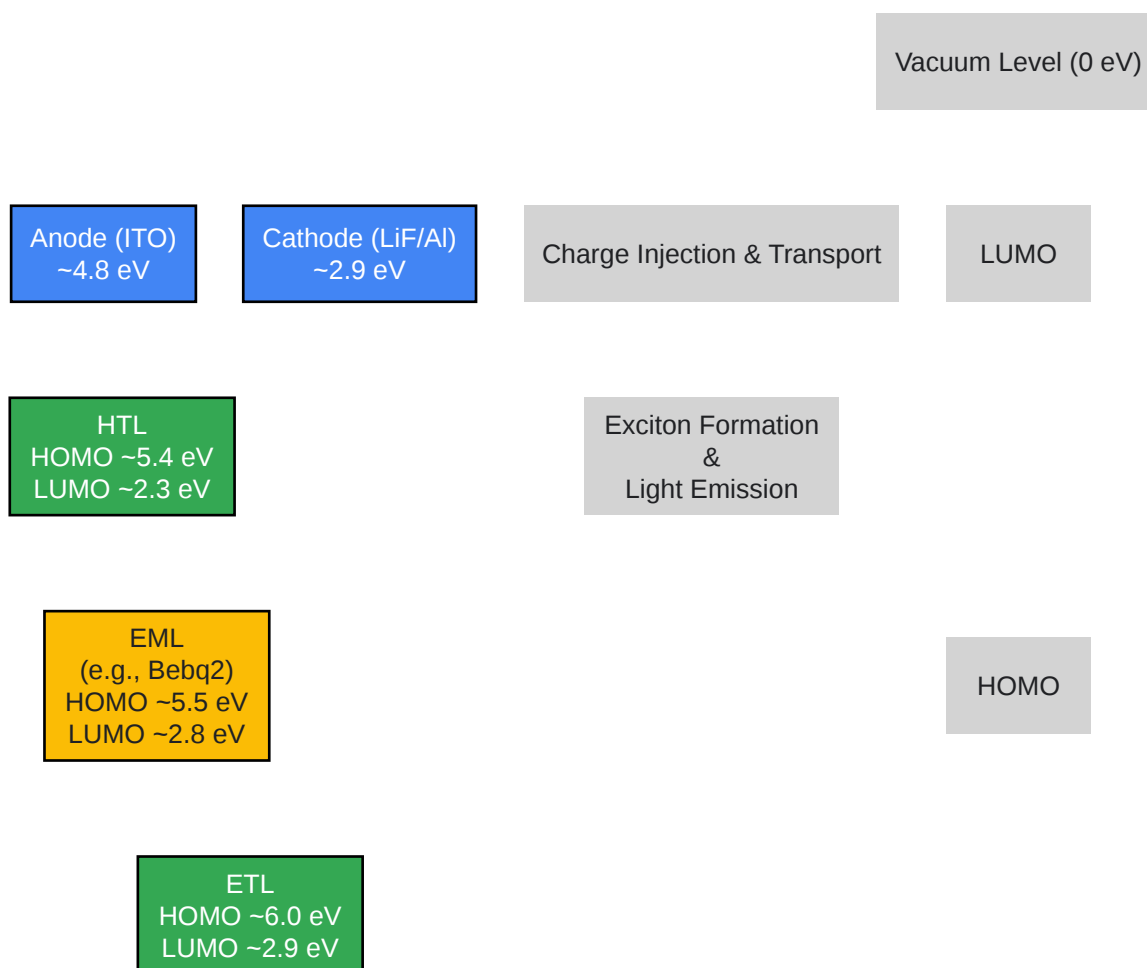 Vacuum Level (0 eV)
Anode (ITO)
~4.8 eV
Cathode (LiF/Al)
~2.9 eV
Charge Injection & Transport
LUMO
HTL
HOMO ~5.4 eV
LUMO ~2.3 eV
Exciton Formation
&
Light Emission
EML
(e.g., Bebq2)
HOMO ~5.5 eV
LUMO ~2.8 eV
HOMO
ETL
HOMO ~6.0 eV
LUMO ~2.9 eV